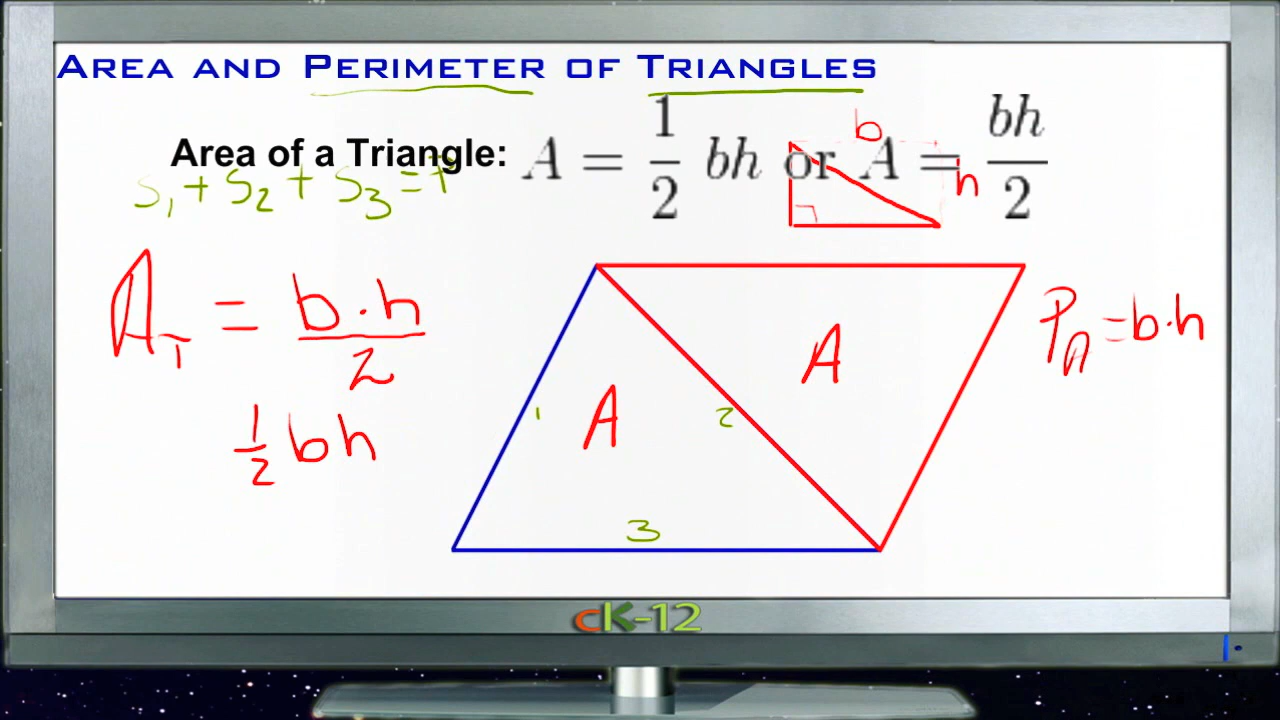 AREA AND PERIMETER OF TRIANGLES
Area of a Triangle: A = 1/2 bh or A = bh/2
b
h
S₁ + S₂ + S₃ = P
A_T = b·h/2
1/2 bh
A
A
1
2
3
P_A = b·h
cK-12